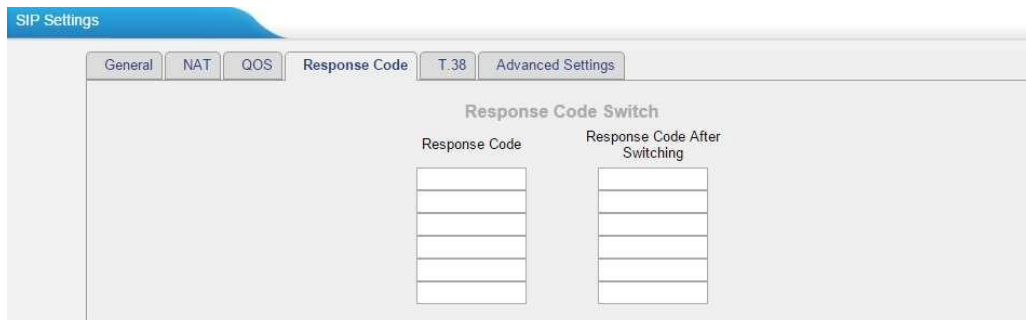 SIP Settings
General NAT QOS Response Code T.38 Advanced Settings
Response Code Switch
Response Code
Response Code After
Switching